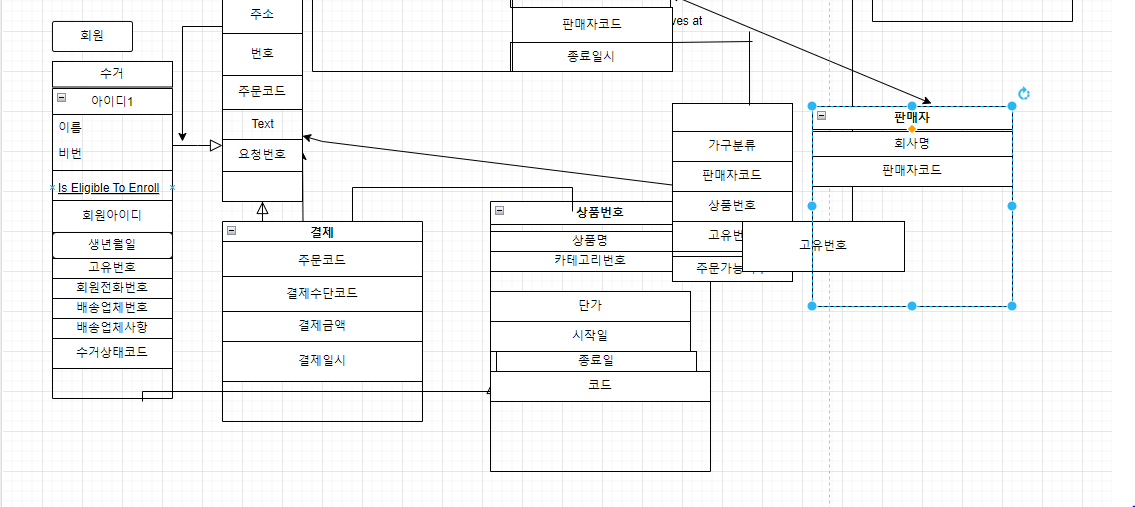 회원
수거
아이디1
이름
비번
Is Eligible To Enroll
회원아이디
생년월일
고유번호
회원전화번호
배송업체번호
배송업체사항
수거상태코드
주소
번호
주문코드
Text
요청번호
결제
주문코드
결제수단코드
결제금액
결제일시
판매자코드
종료일시
ves at
상품번호
상품명
카테고리번호
단가
시작일
종료일
코드
가구분류
판매자코드
상품번호
고유번
주문가능
고유번호
판매자
회사명
판매자코드